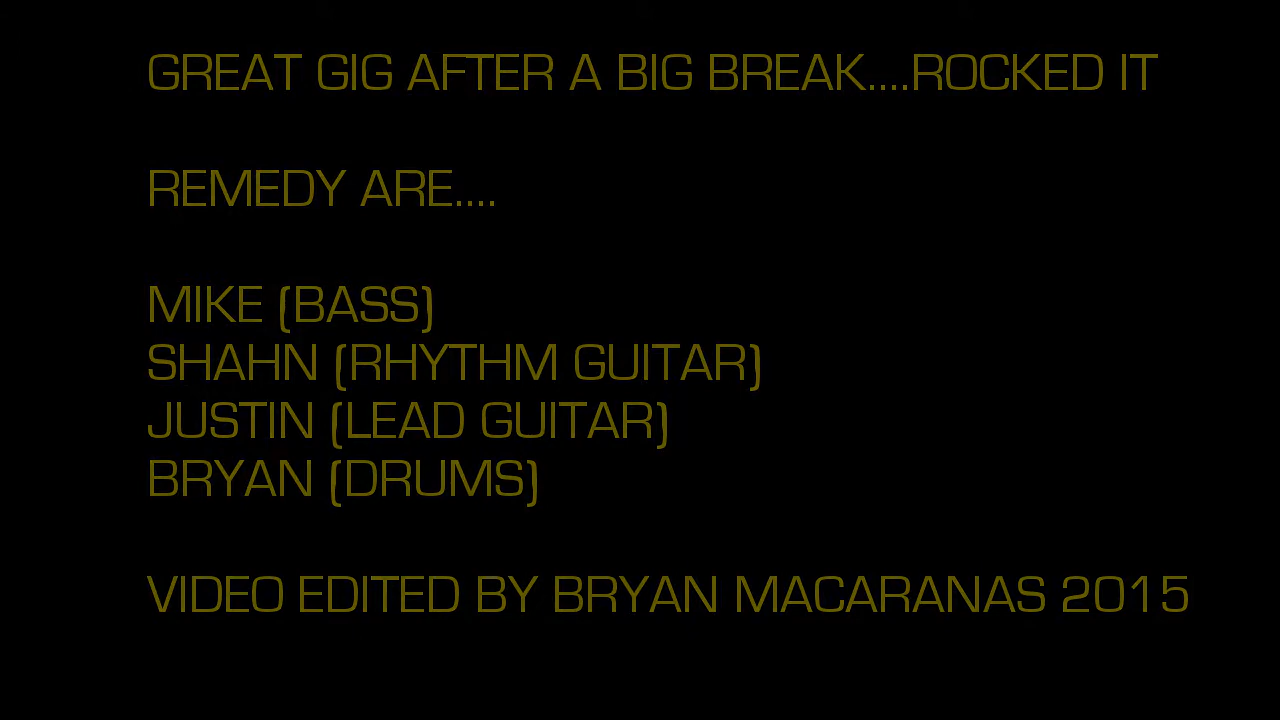 GREAT GIG AFTER A BIG BREAK....ROCKED IT
REMEDY ARE....
MIKE (BASS)
SHAHN (RHYTHM GUITAR)
JUSTIN (LEAD GUITAR)
BRYAN (DRUMS)
VIDEO EDITED BY BRYAN MACARANAS 2015